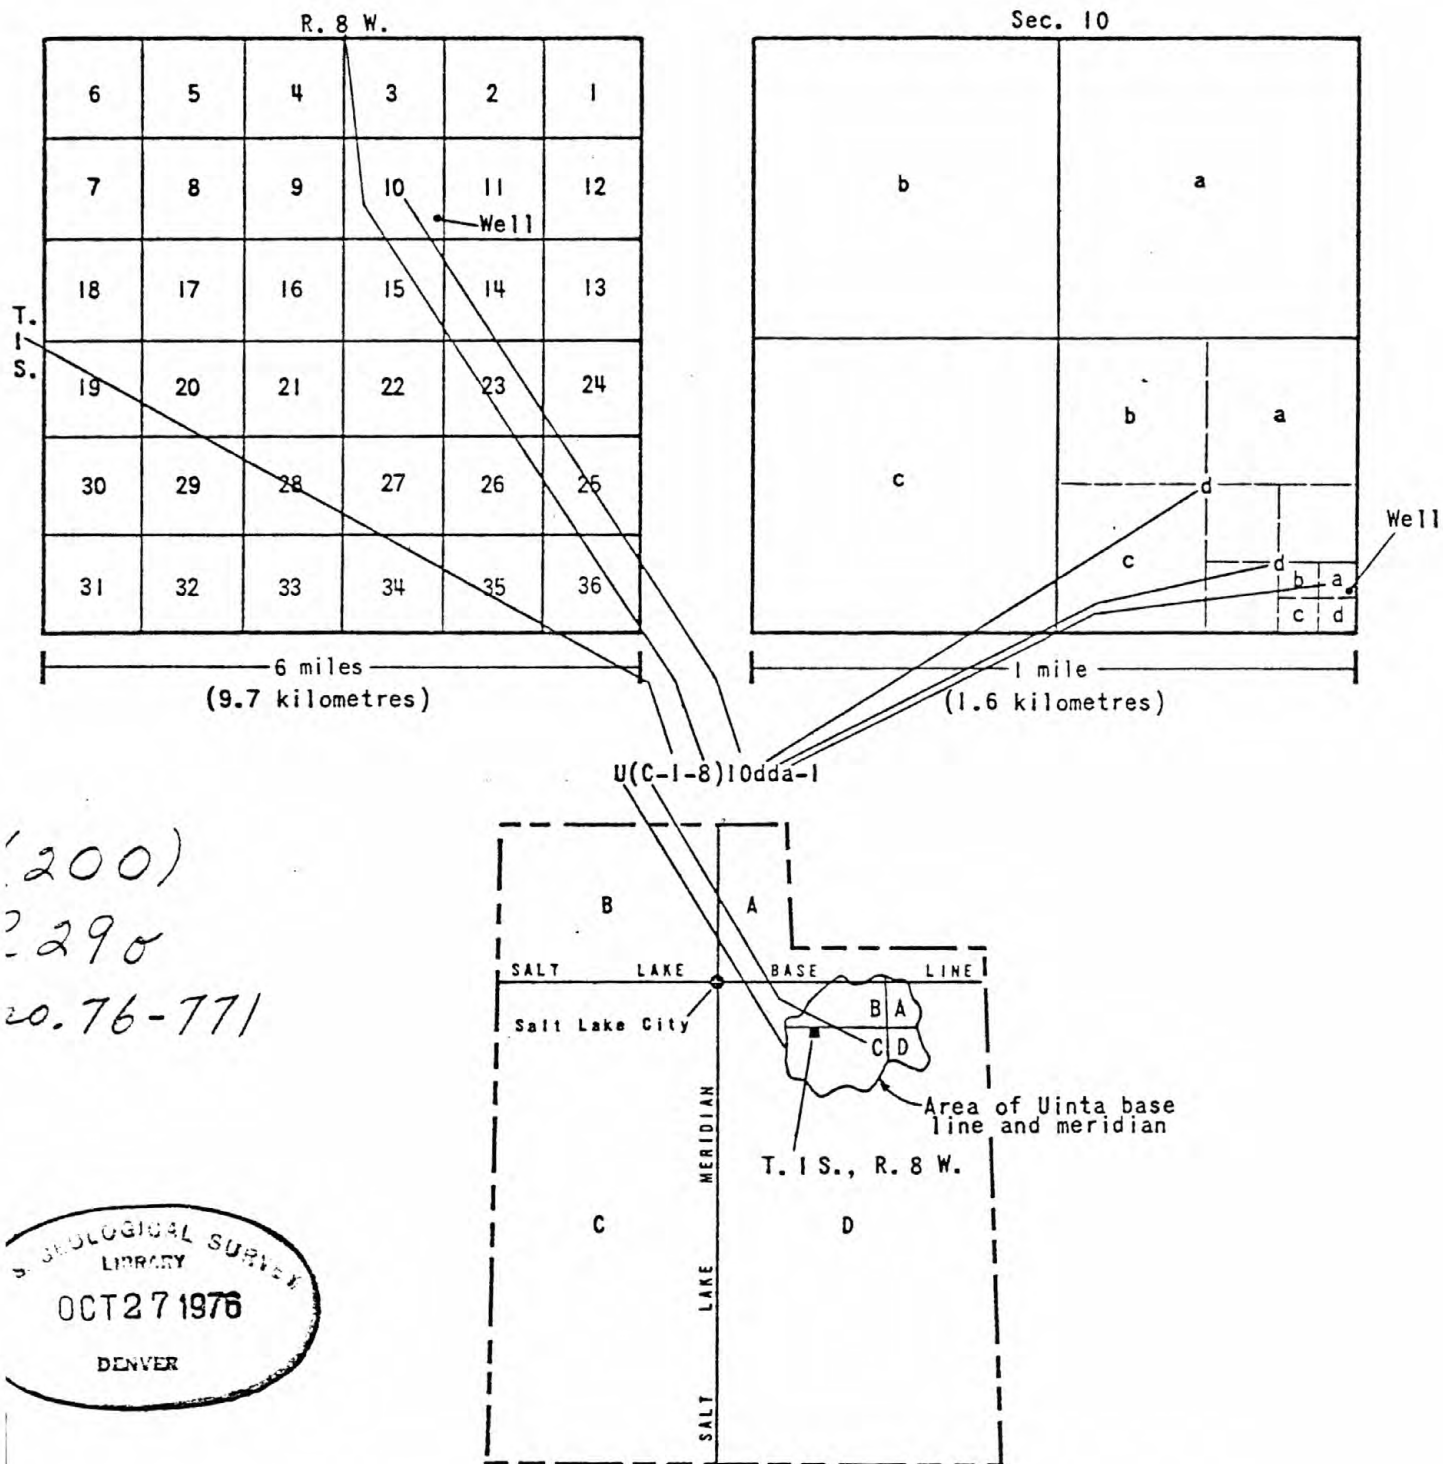 R. 8 W.
6 5 4 3 2 1
7 8 9 10 11 12
Well
18 17 16 15 14 13
T.
1
S.
19 20 21 22 23 24
30 29 28 27 26 25
31 32 33 34 35 36
6 miles
(9.7 kilometres)
Sec. 10
b a
b a
c d
Well
c d
b a
c d
1 mile
(1.6 kilometres)
U(C-1-8)10dda-1
(200)
290
no. 76-771
B A
SALT LAKE BASE LINE
Salt Lake City
B A
C D
Area of Uinta base
line and meridian
T. 1 S., R. 8 W.
C D
SALT LAKE MERIDIAN
GEOLOGICAL SURVEY
LIBRARY
OCT 27 1976
DENVER